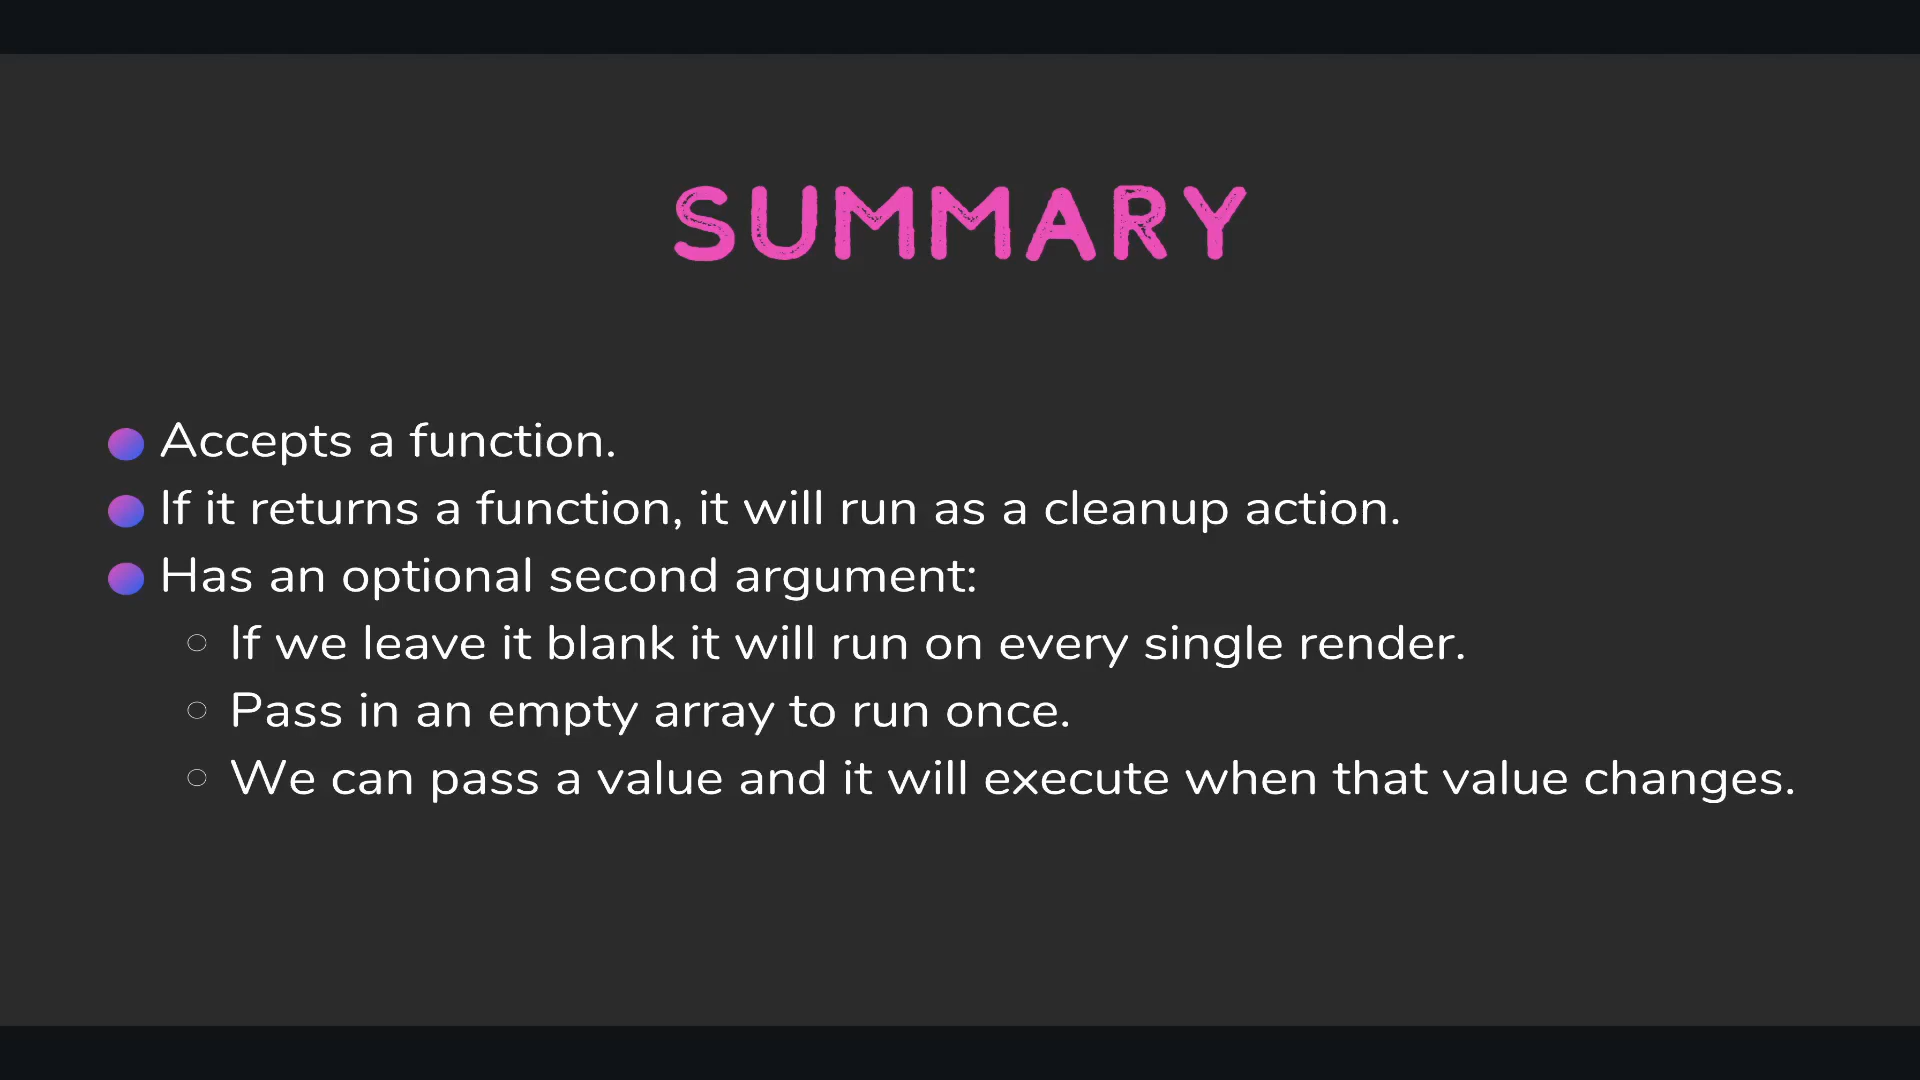 SUMMARY
Accepts a function.
If it returns a function, it will run as a cleanup action.
Has an optional second argument:
If we leave it blank it will run on every single render.
Pass in an empty array to run once.
We can pass a value and it will execute when that value changes.